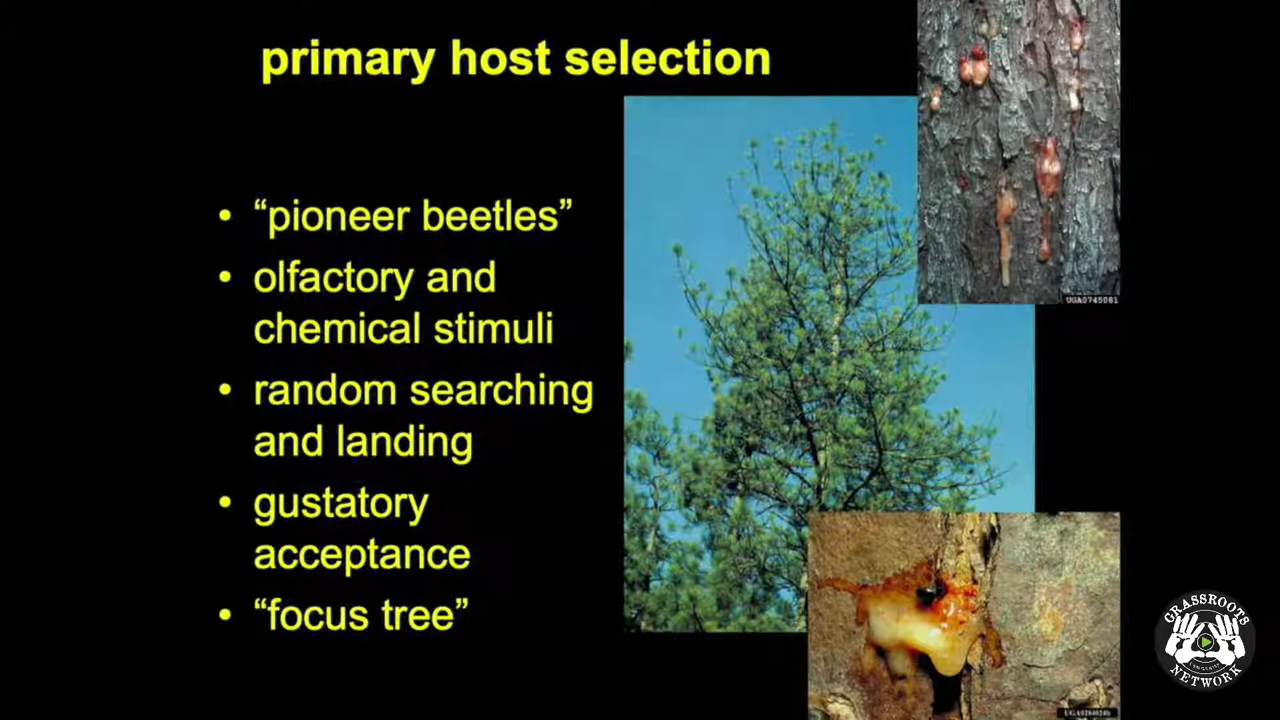 primary host selection
• “pioneer beetles”
• olfactory and
chemical stimuli
• random searching
and landing
• gustatory
acceptance
• “focus tree”
UGA0745081
GRASSROOTS
NETWORK